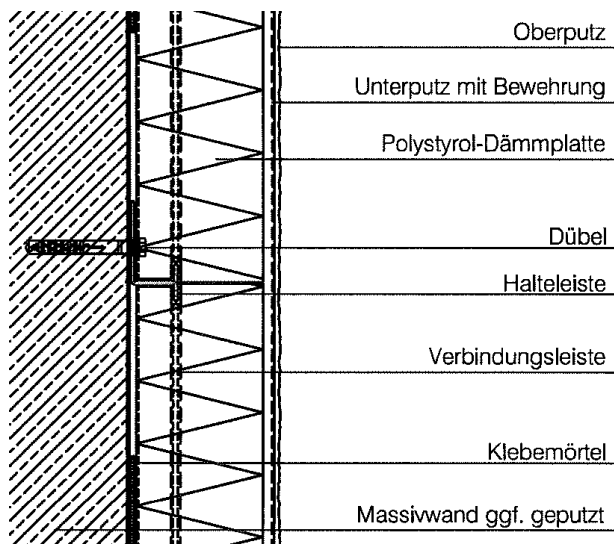 Oberputz
Unterputz mit Bewehrung
Polystyrol-Dämmplatte
Dübel
Halteleiste
Verbindungsleiste
Klebemörtel
Massivwand ggf. geputzt